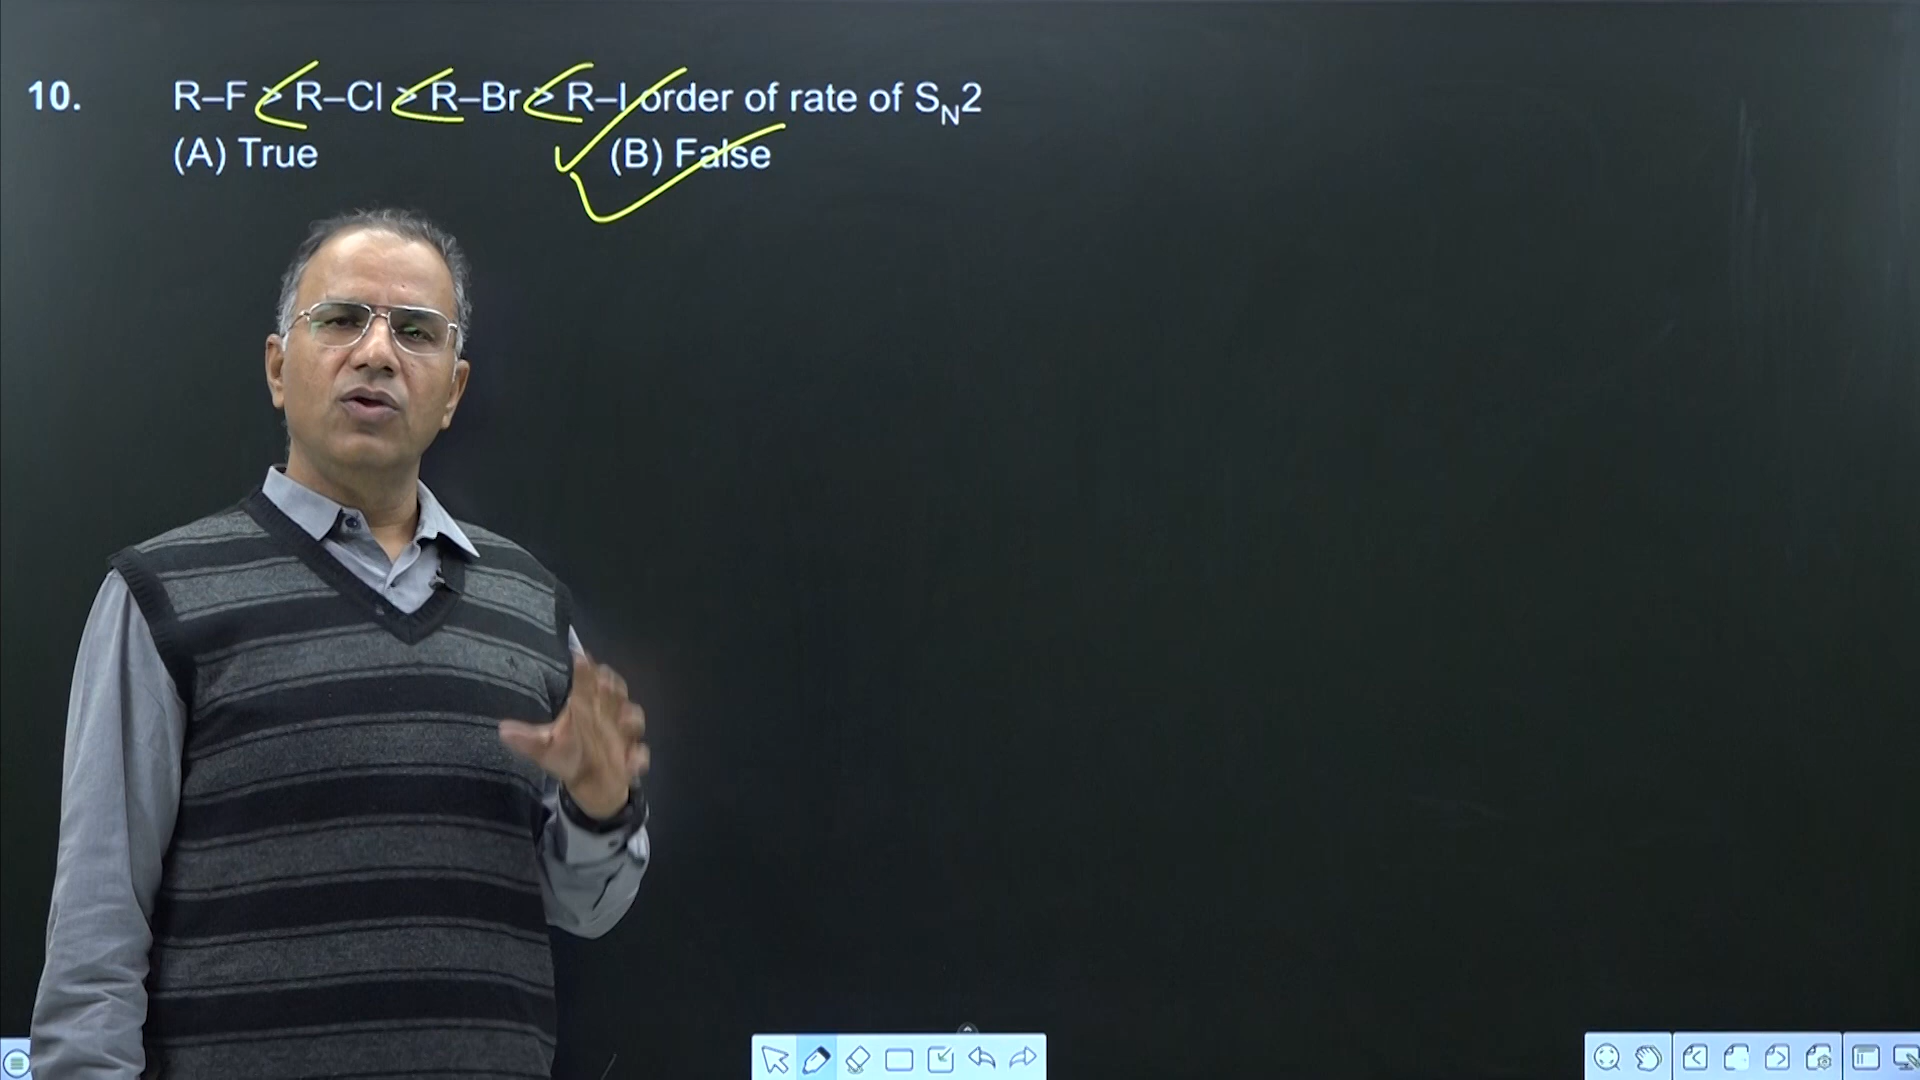 10. R–F > R–Cl > R–Br > R–I order of rate of SN2
(A) True (B) False